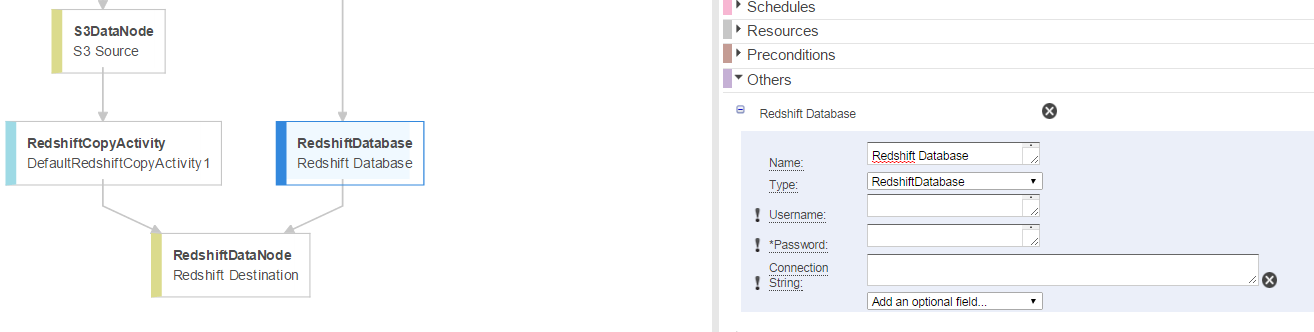 S3DataNode
S3 Source
RedshiftCopyActivity
DefaultRedshiftCopyActivity1
RedshiftDatabase
Redshift Database
RedshiftDataNode
Redshift Destination
Schedules
Resources
Preconditions
Others
Redshift Database
Name: Redshift Database
Type: RedshiftDatabase
! Username:
! *Password:
Connection
! String:
Add an optional field...